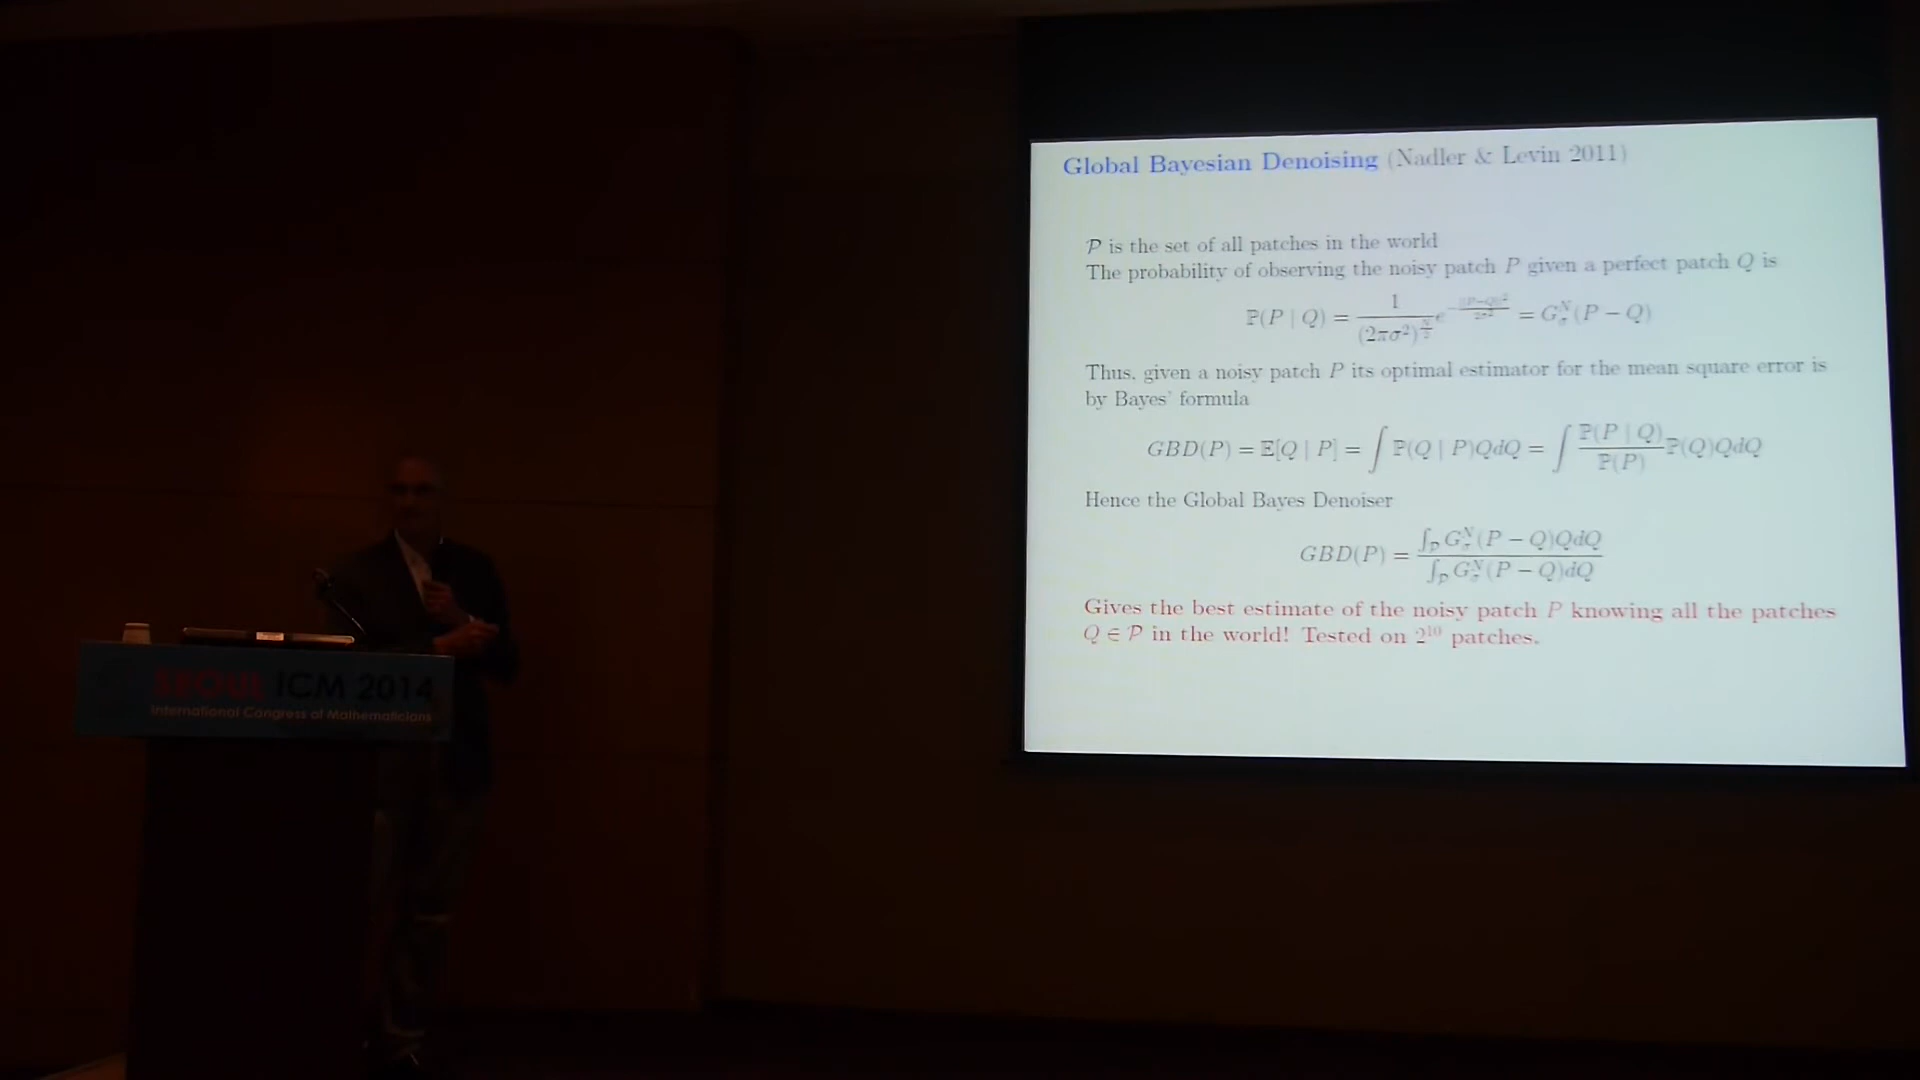 Global Bayesian Denoising (Nadler & Levin 2011)
𝒫 is the set of all patches in the world
The probability of observing the noisy patch P given a perfect patch Q is
ℙ(P | Q) = 1 / (2πσ²)^{N/2} e^{−||P−Q||²/2σ²} = G_σ^N (P − Q)
Thus, given a noisy patch P its optimal estimator for the mean square error is
by Bayes' formula
GBD(P) = 𝔼[Q | P] = ∫ ℙ(Q | P)QdQ = ∫ ℙ(P | Q) / ℙ(P) ℙ(Q)QdQ
Hence the Global Bayes Denoiser
GBD(P) = ∫_𝒫 G_σ^N (P − Q)QdQ / ∫_𝒫 G_σ^N (P − Q)dQ
Gives the best estimate of the noisy patch P knowing all the patches
Q ∈ 𝒫 in the world! Tested on 2¹⁰ patches.
SEOUL ICM 2014
International Congress of Mathematicians